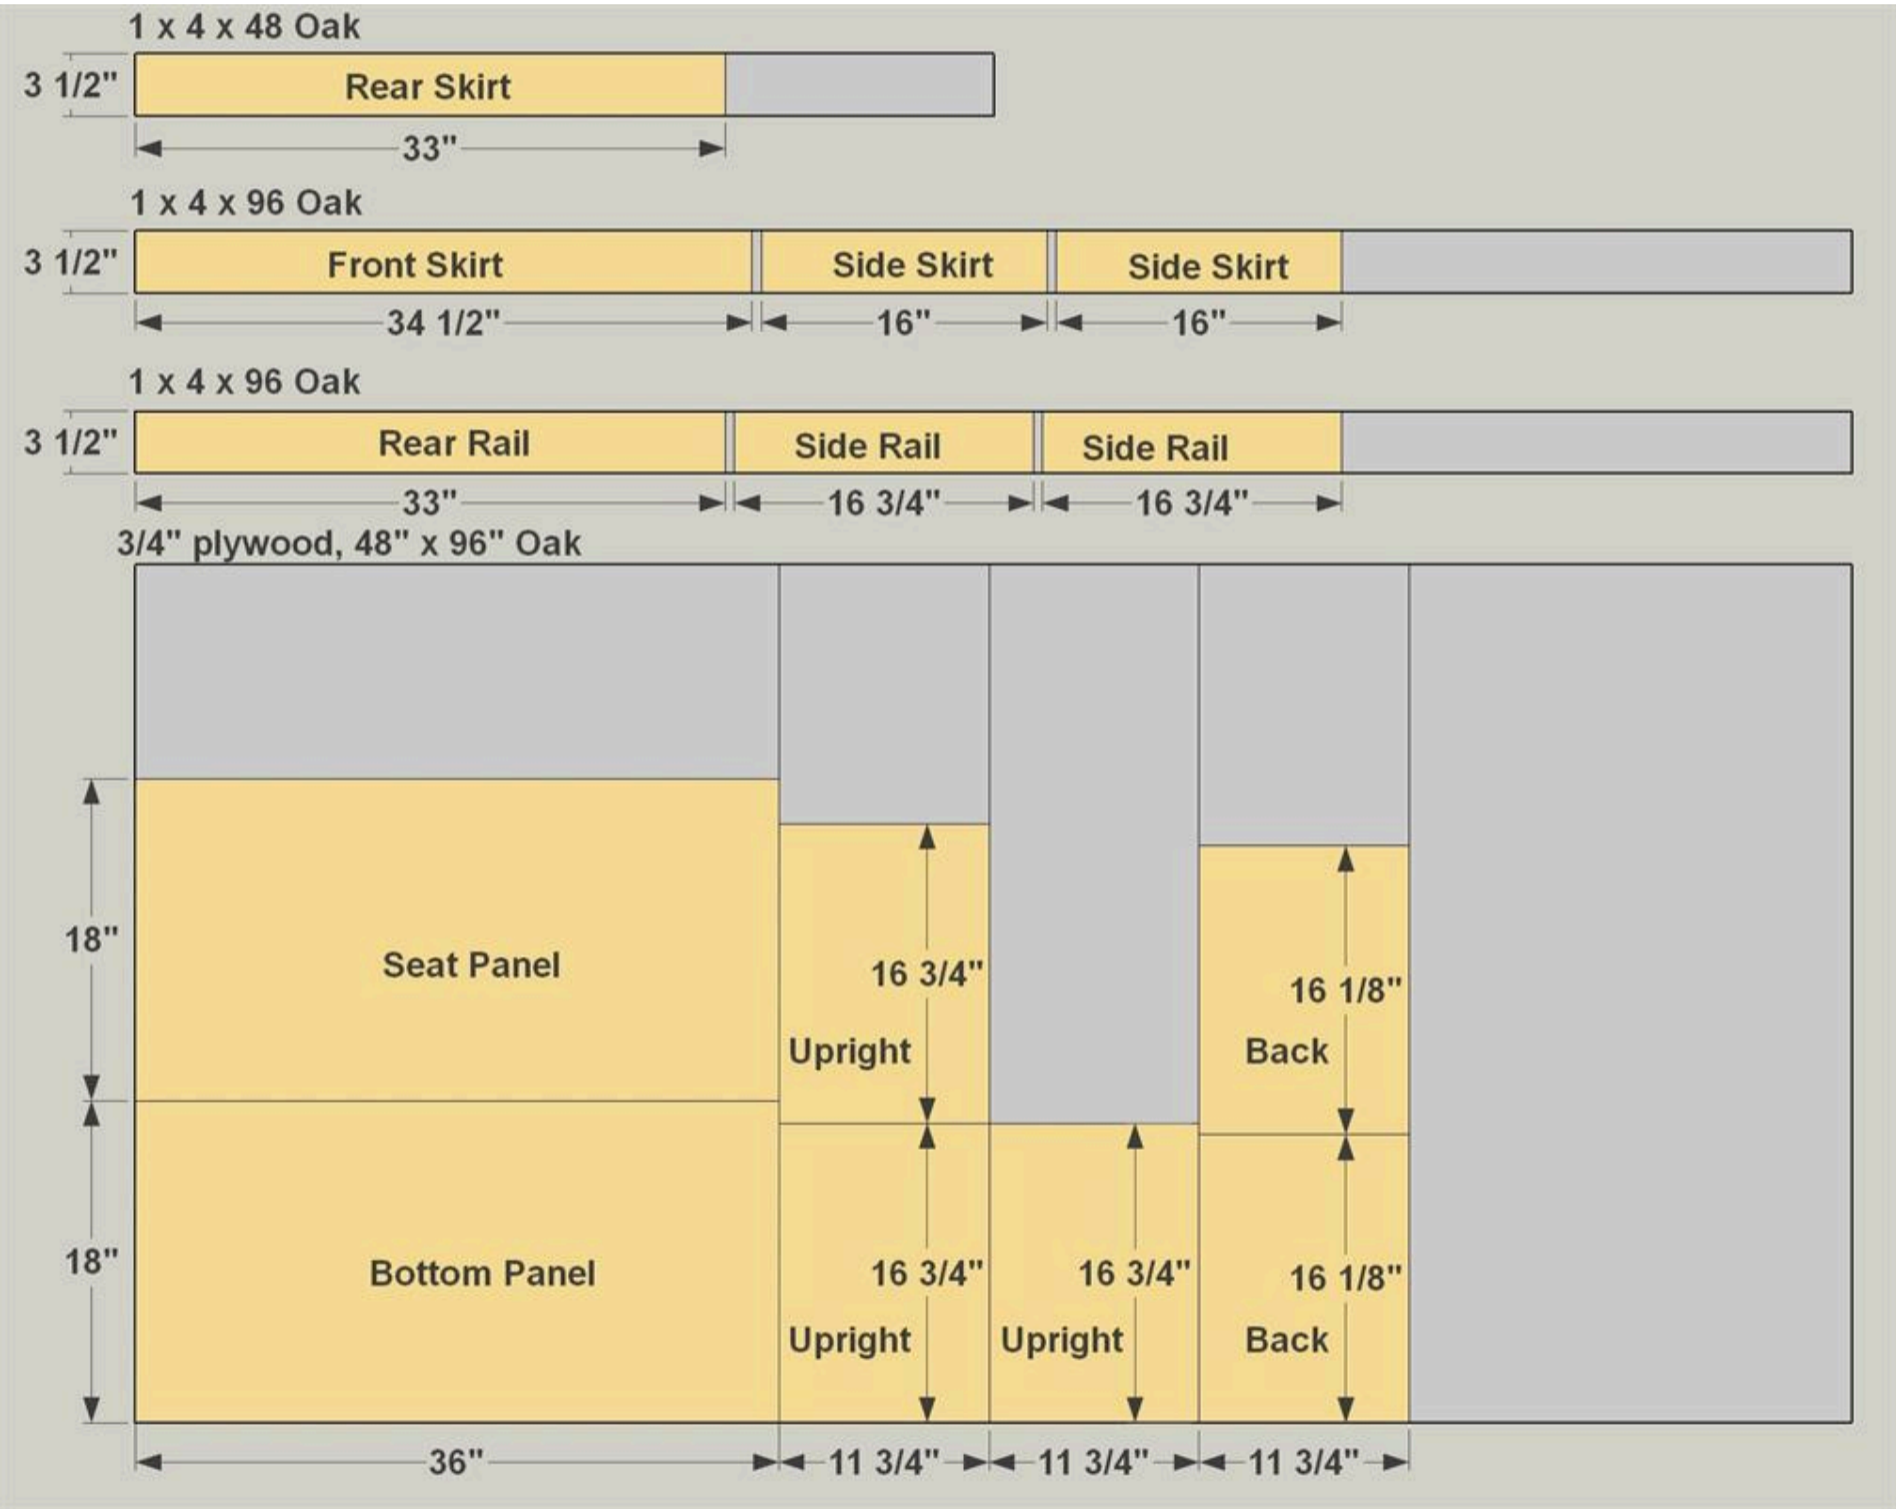 1 x 4 x 48 Oak
3 1/2" Rear Skirt
33"
1 x 4 x 96 Oak
3 1/2" Front Skirt Side Skirt Side Skirt
34 1/2" 16" 16"
1 x 4 x 96 Oak
3 1/2" Rear Rail Side Rail Side Rail
33" 16 3/4" 16 3/4"
3/4" plywood, 48" x 96" Oak
18" Seat Panel 16 3/4" 16 1/8"
Upright Back
18" Bottom Panel 16 3/4" 16 3/4" 16 1/8"
Upright Upright Back
36" 11 3/4" 11 3/4" 11 3/4"